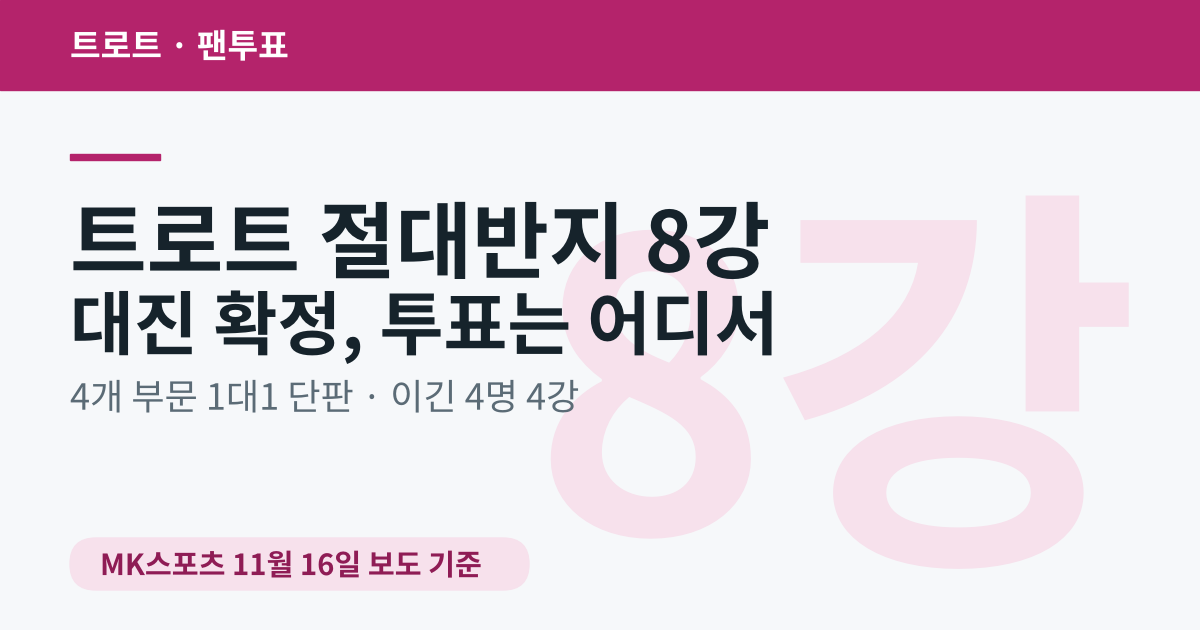 트로트 · 팬투표
트로트 절대반지 8강
대진 확정, 투표는 어디서
4개 부문 1대1 단판 · 이긴 4명 4강
8강
MK스포츠 11월 16일 보도 기준